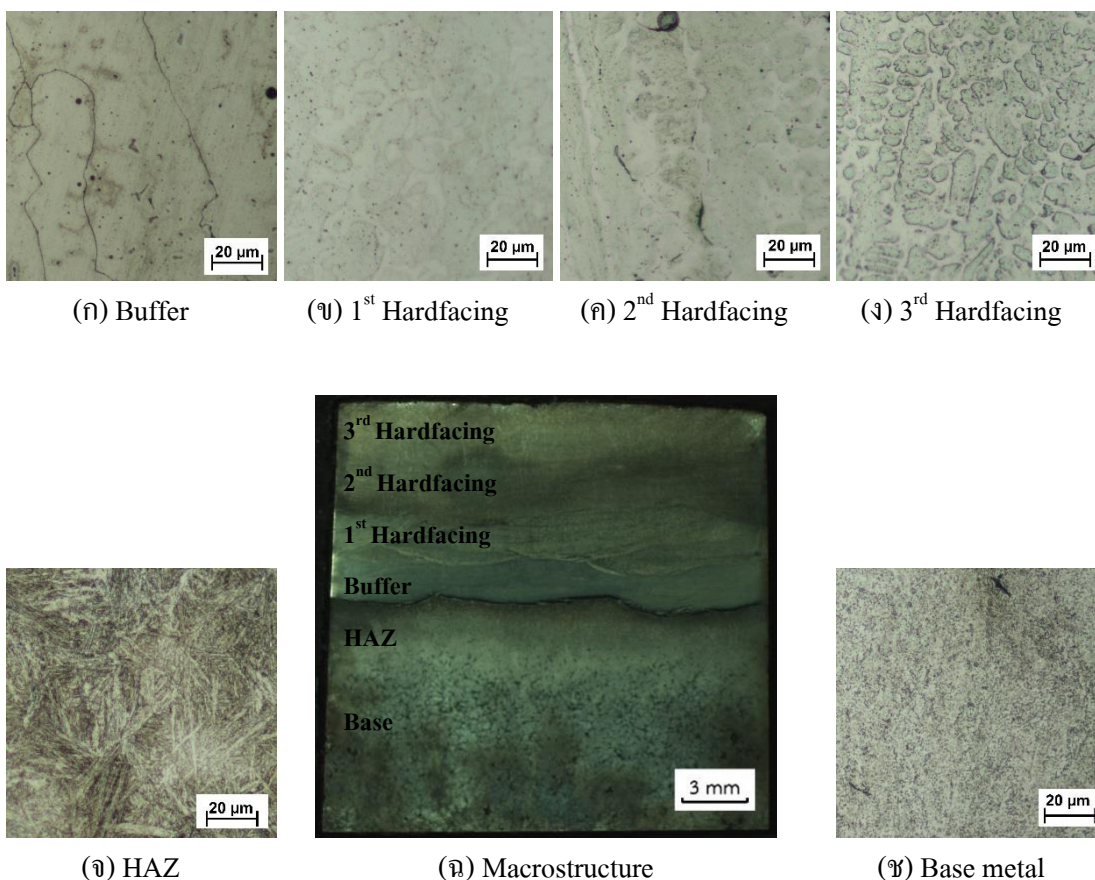 20 μm
20 μm
20 μm
20 μm
(ก) Buffer
(ข) 1st Hardfacing
(ค) 2nd Hardfacing
(ง) 3rd Hardfacing
3rd Hardfacing
2nd Hardfacing
1st Hardfacing
Buffer
HAZ
Base
3 mm
20 μm
20 μm
(จ) HAZ
(ฉ) Macrostructure
(ช) Base metal